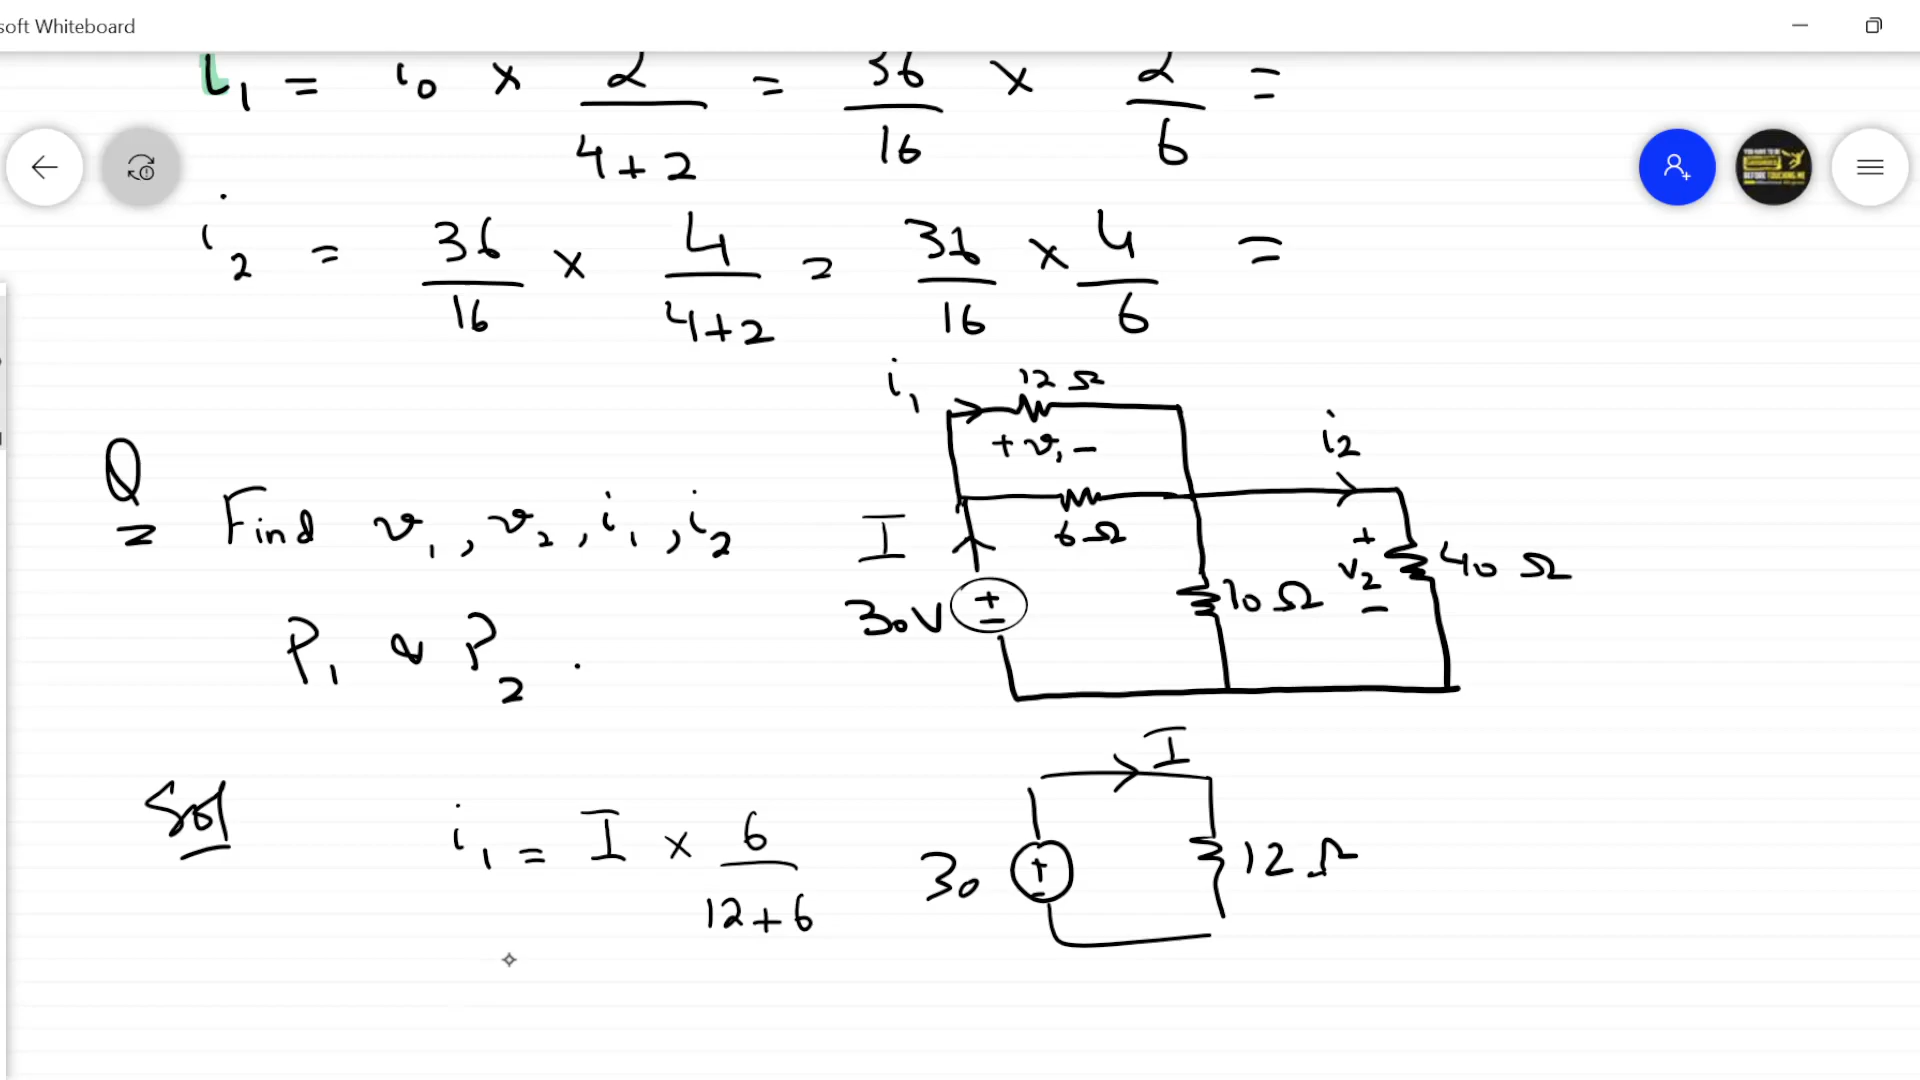 soft Whiteboard
i₁ = i₀ × 2/(4+2) = 36/16 × 2/6 =
i₂ = 36/16 × 4/(4+2) = 36/16 × 4/6 =
i₁ 12 Ω
+ v₁ −
i₂
Q
Find v₁, v₂, i₁, i₂
I
6 Ω
+
v₂
−
40 Ω
10 Ω
30V
+
−
P₁ & P₂ .
I
Sol
i₁ = I × 6/(12+6)
30
+
−
12 Ω